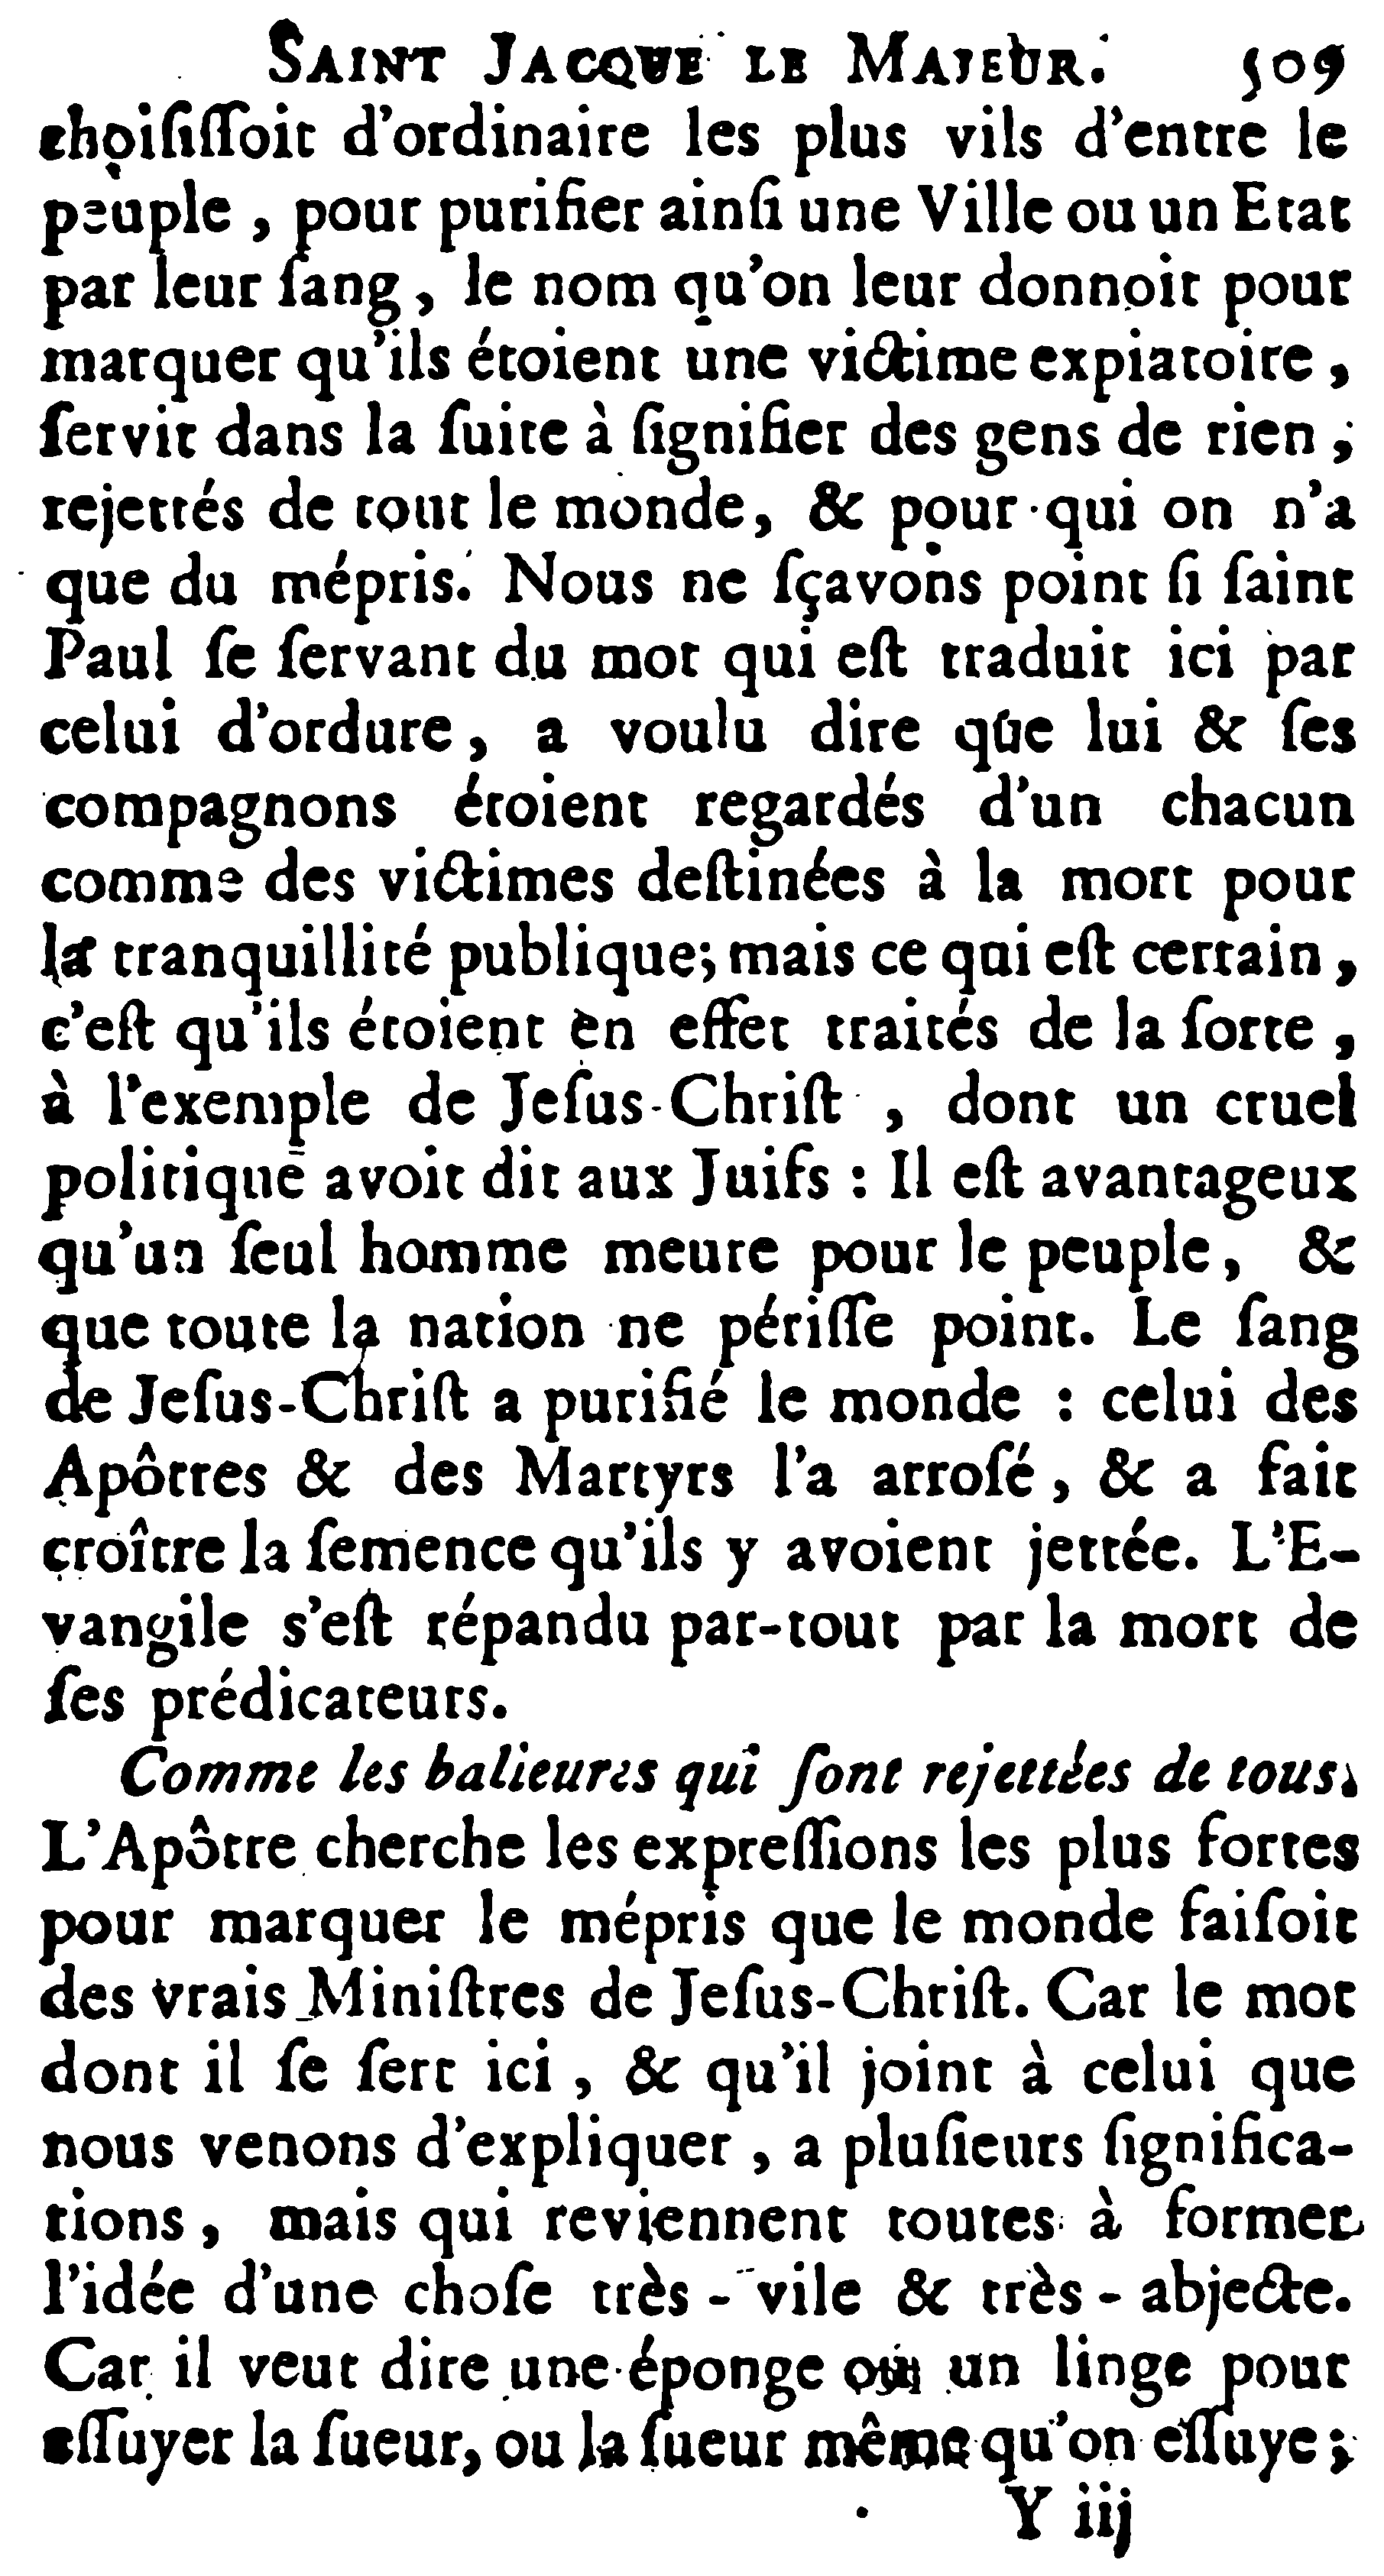 SAINT JACQUE LE MAJEUR. 509
choiſiſſoit d'ordinaire les plus vils d'entre le
peuple , pour purifier ainſi une Ville ou un Etat
par leur ſang , le nom qu'on leur donnoit pour
marquer qu'ils étoient une victime expiatoire ,
ſervit dans la ſuite à ſignifier des gens de rien ,
rejettés de tout le monde, & pour qui on n'a
que du mépris. Nous ne ſçavons point ſi ſaint
Paul ſe ſervant du mot qui eſt traduit ici par
celui d'ordure, a voulu dire que lui & ſes
compagnons étoient regardés d'un chacun
comme des victimes deſtinées à la mort pour
la tranquillité publique; mais ce qui eſt certain ,
c'eſt qu'ils étoient en effet traités de la ſorte ,
à l'exemple de Jeſus-Chriſt , dont un cruel
politique avoit dit aux Juifs : Il eſt avantageux
qu'un ſeul homme meure pour le peuple, &
que toute la nation ne périſſe point. Le ſang
de Jeſus-Chriſt a purifié le monde : celui des
Apôtres & des Martyrs l'a arroſé , & a fait
croître la ſemence qu'ils y avoient jettée. L'E-
vangile s'eſt répandu par-tout par la mort de
ſes prédicateurs.
Comme les balieures qui ſont rejettées de tous.
L'Apôtre cherche les expreſſions les plus fortes
pour marquer le mépris que le monde faiſoit
des vrais Miniſtres de Jeſus-Chriſt. Car le mot
dont il ſe ſert ici , & qu'il joint à celui que
nous venons d'expliquer , a pluſieurs ſignifica-
tions , mais qui reviennent toutes à former
l'idée d'une choſe très - vile & très - abjecte.
Car il veut dire une éponge ou un linge pour
eſſuyer la ſueur, ou la ſueur même qu'on eſſuye ;
Y iij